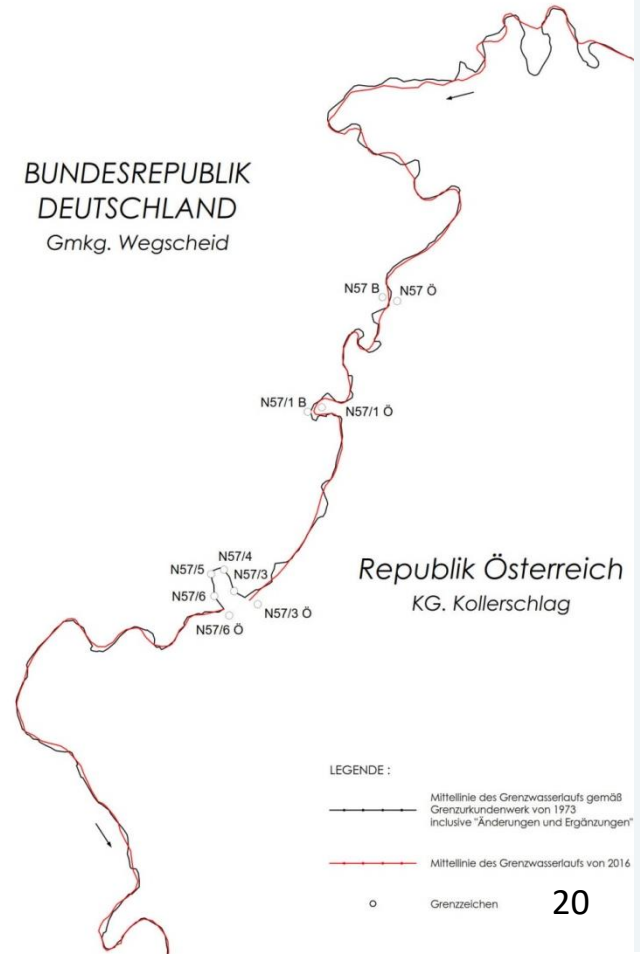 BUNDESREPUBLIK
DEUTSCHLAND
Gmkg. Wegscheid
N57 B
N57 Ö
N57/1 B
N57/1 Ö
N57/4
N57/5
N57/3
N57/6
N57/3 Ö
N57/6 Ö
Republik Österreich
KG. Kollerschlag
LEGENDE :
Mittellinie des Grenzwasserlaufs gemäß
Grenzurkundenwerk von 1973
inclusive "Änderungen und Ergänzungen"
Mittellinie des Grenzwasserlaufs von 2016
Grenzzeichen
20